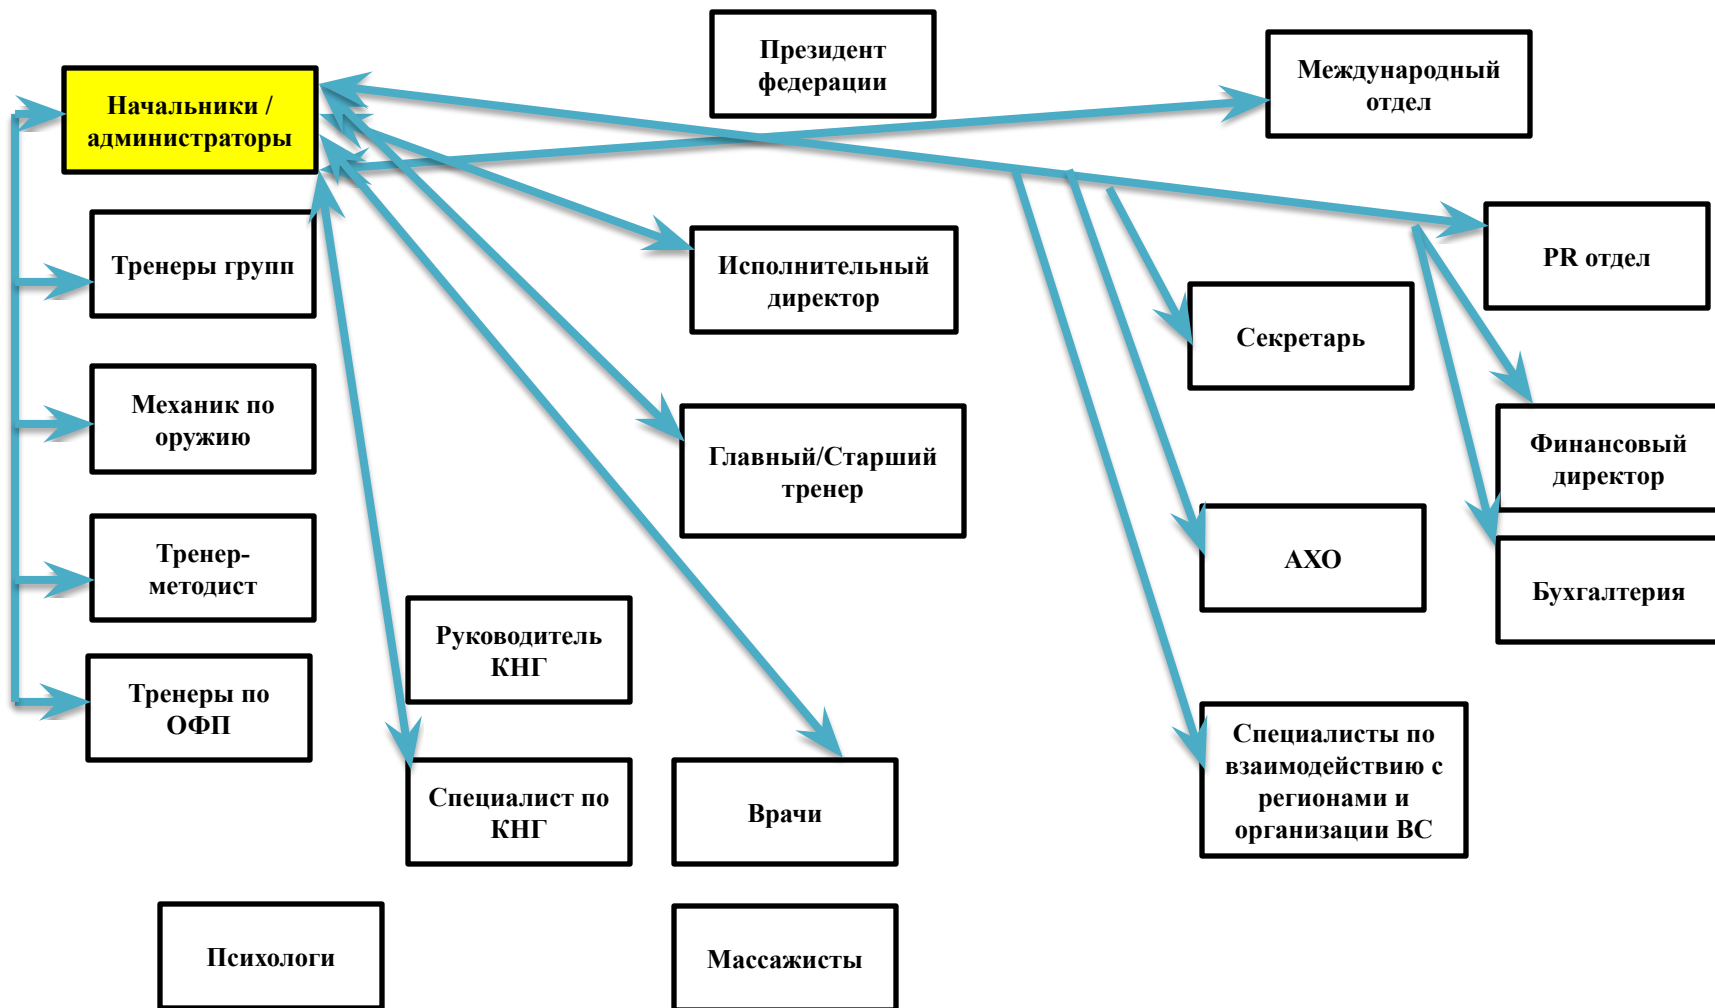 Президент
федерации
Международный
отдел
Начальники /
администраторы
Тренеры групп
Исполнительный
директор
PR отдел
Секретарь
Механик по
оружию
Главный/Старший
тренер
Финансовый
директор
Тренер-
методист
АХО
Бухгалтерия
Руководитель
КНГ
Тренеры по
ОФП
Специалист по
КНГ
Врачи
Специалисты по
взаимодействию с
регионами и
организации ВС
Психологи
Массажисты